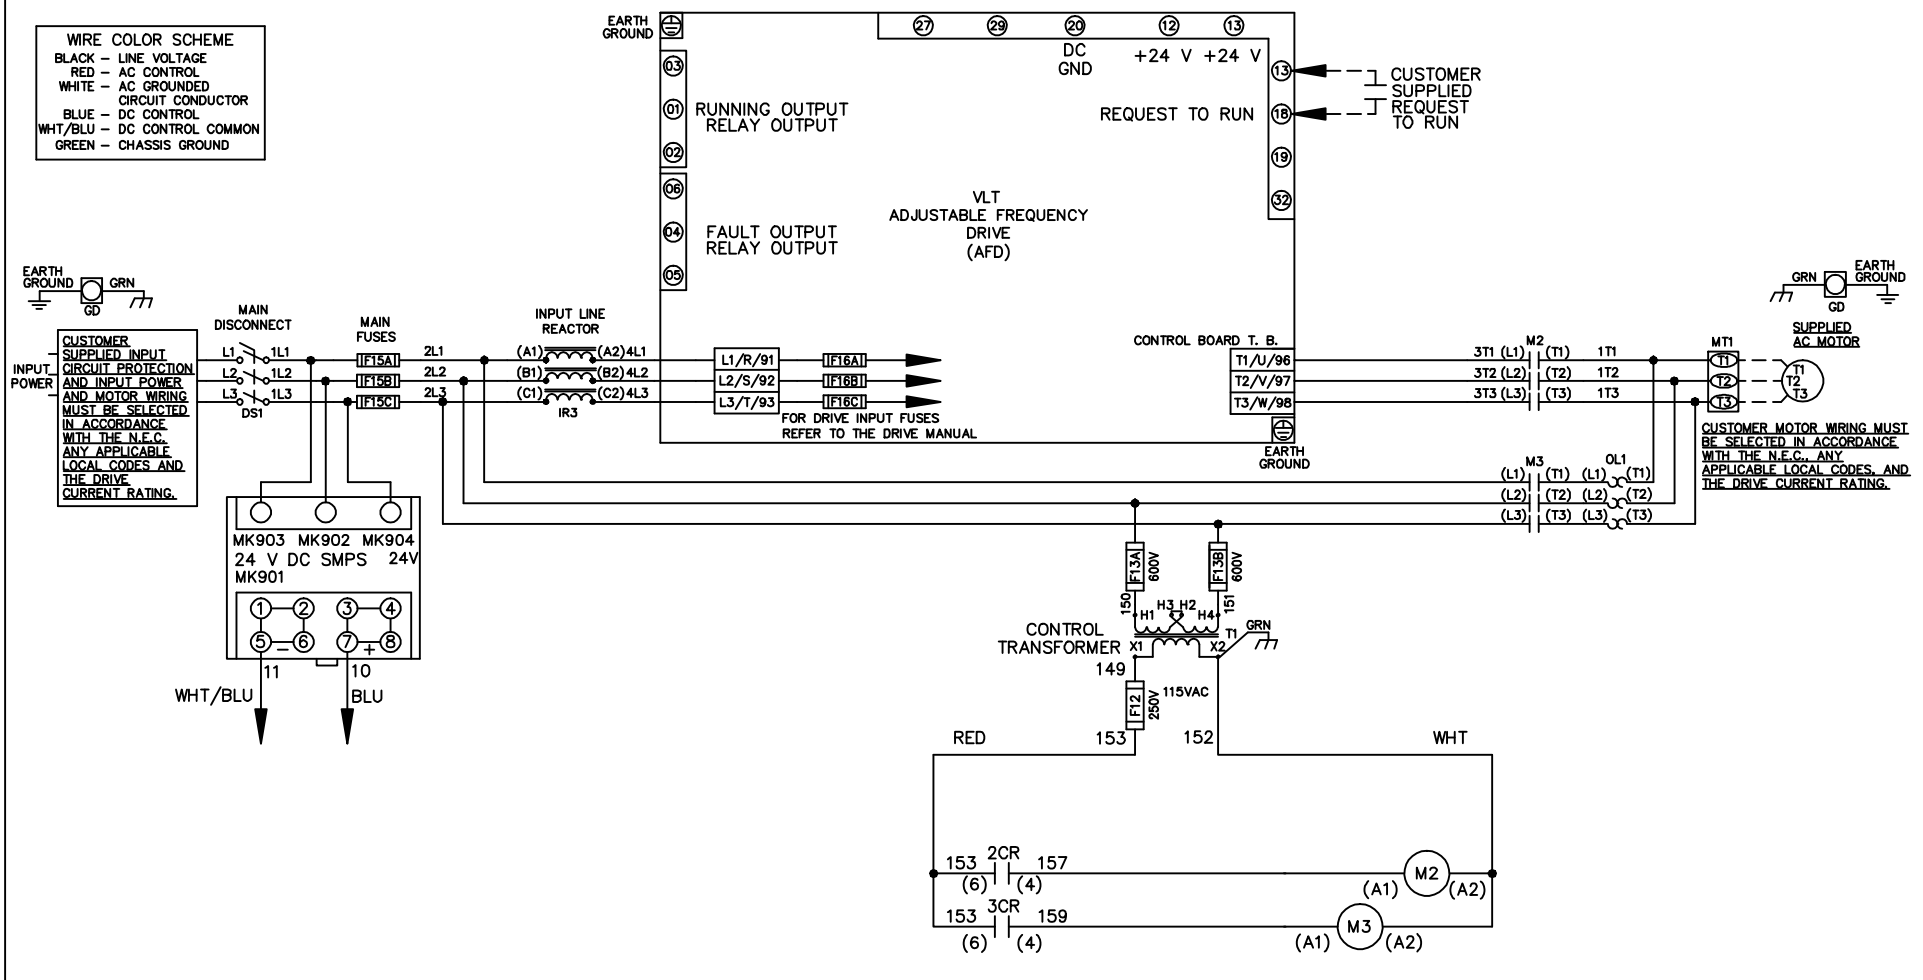 WIRE COLOR SCHEME
BLACK – LINE VOLTAGE
RED – AC CONTROL
WHITE – AC GROUNDED
CIRCUIT CONDUCTOR
BLUE – DC CONTROL
WHT/BLU – DC CONTROL COMMON
GREEN – CHASSIS GROUND
EARTH
GROUND
27 29 20 12 13
DC
GND
+24 V +24 V
03
01
02
RUNNING OUTPUT
RELAY OUTPUT
06
04
05
FAULT OUTPUT
RELAY OUTPUT
VLT
ADJUSTABLE FREQUENCY
DRIVE
(AFD)
REQUEST TO RUN
13
18
19
32
CUSTOMER
SUPPLIED
REQUEST
TO RUN
EARTH
GROUND
GRN
GD
INPUT
POWER
CUSTOMER
SUPPLIED INPUT
CIRCUIT PROTECTION
AND INPUT POWER
AND MOTOR WIRING
MUST BE SELECTED
IN ACCORDANCE
WITH THE N.E.C.
ANY APPLICABLE
LOCAL CODES AND
THE DRIVE
CURRENT RATING.
MAIN
DISCONNECT
L1 1L1
L2 1L2
L3 1L3
DS1
MAIN
FUSES
F15A
F15B
F15C
2L1
2L2
2L3
INPUT LINE
REACTOR
(A1) (A2) 4L1
(B1) (B2) 4L2
(C1) (C2) 4L3
IR3
L1/R/91 F16A
L2/S/92 F16B
L3/T/93 F16C
FOR DRIVE INPUT FUSES
REFER TO THE DRIVE MANUAL
CONTROL BOARD T. B.
T1/U/96
T2/V/97
T3/W/98
EARTH
GROUND
M2
3T1 (L1) (T1) 1T1
3T2 (L2) (T2) 1T2
3T3 (L3) (T3) 1T3
MT1
T1
T2
T3
GRN
GD
EARTH
GROUND
SUPPLIED
AC MOTOR
T1
T2
T3
CUSTOMER MOTOR WIRING MUST
BE SELECTED IN ACCORDANCE
WITH THE N.E.C., ANY
APPLICABLE LOCAL CODES, AND
THE DRIVE CURRENT RATING.
M3 OL1
(L1) (T1) (L1) (T1)
(L2) (T2) (L2) (T2)
(L3) (T3) (L3) (T3)
MK903 MK902 MK904
24 V DC SMPS 24V
MK901
1 2 3 4
5 – 6 7 + 8
11 10
WHT/BLU BLU
F13A 600V
F13B 600V
150 151
H1 H3 H2 H4
CONTROL
TRANSFORMER
X1 X2 T1 GRN
149
F12 250V
115VAC
153 152
RED WHT
153 2CR 157
(6) (4)
(A1) M2 (A2)
153 3CR 159
(6) (4)
(A1) M3 (A2)